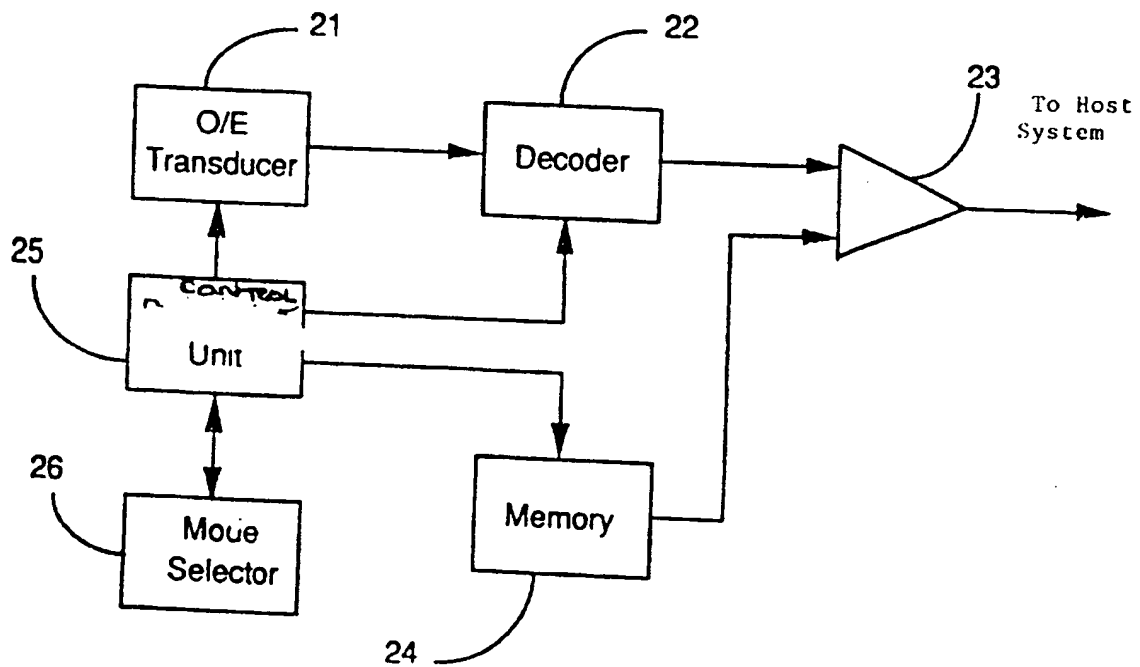 21
22
23
To Host
System
O/E
Transducer
Decoder
25
CONTROL
Unit
26
Moue
Selector
Memory
24